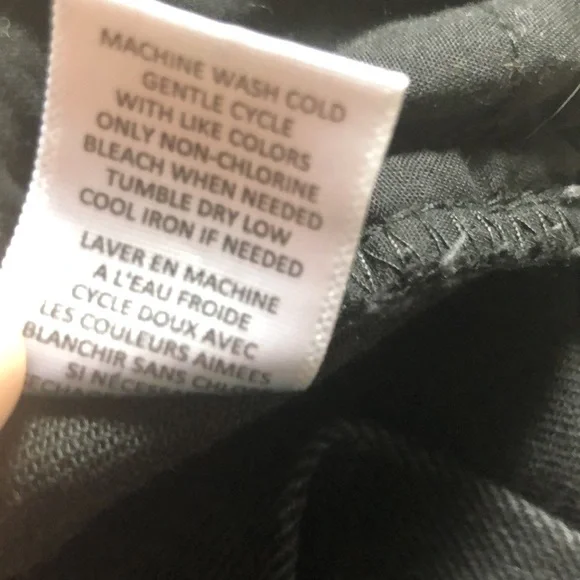 MACHINE WASH COLD
GENTLE CYCLE
WITH LIKE COLORS
ONLY NON-CHLORINE
BLEACH WHEN NEEDED
TUMBLE DRY LOW
COOL IRON IF NEEDED
LAVER EN MACHINE
A L'EAU FROIDE
CYCLE DOUX AVEC
LES COULEURS AIMEES
BLANCHIR SANS
SI